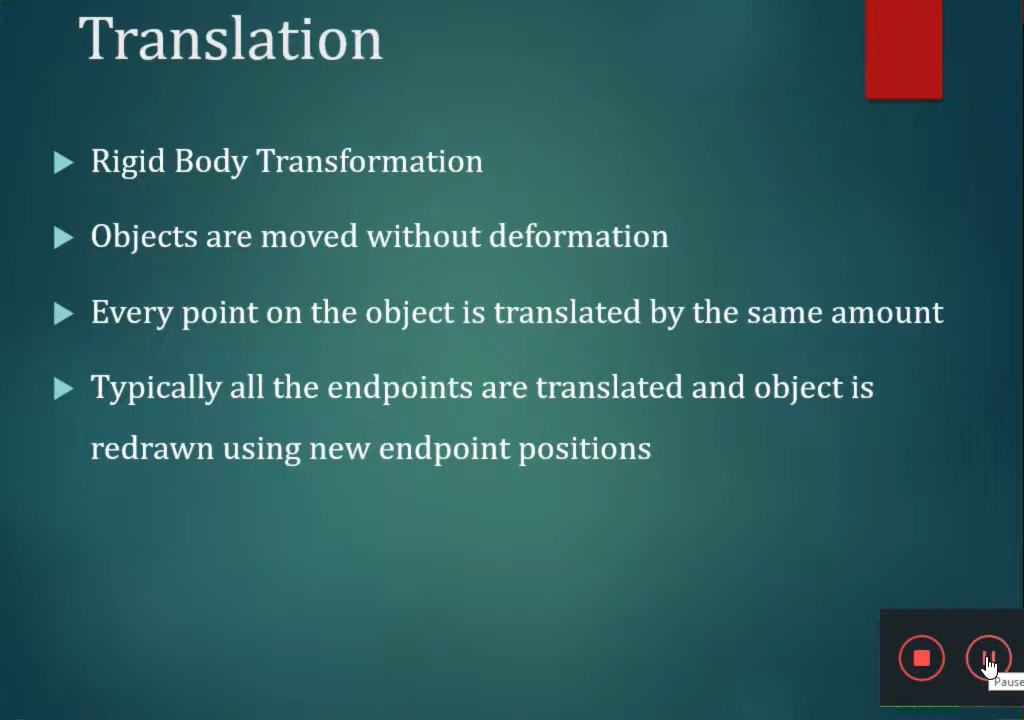 Translation
Rigid Body Transformation
Objects are moved without deformation
Every point on the object is translated by the same amount
Typically all the endpoints are translated and object is
redrawn using new endpoint positions
Pause